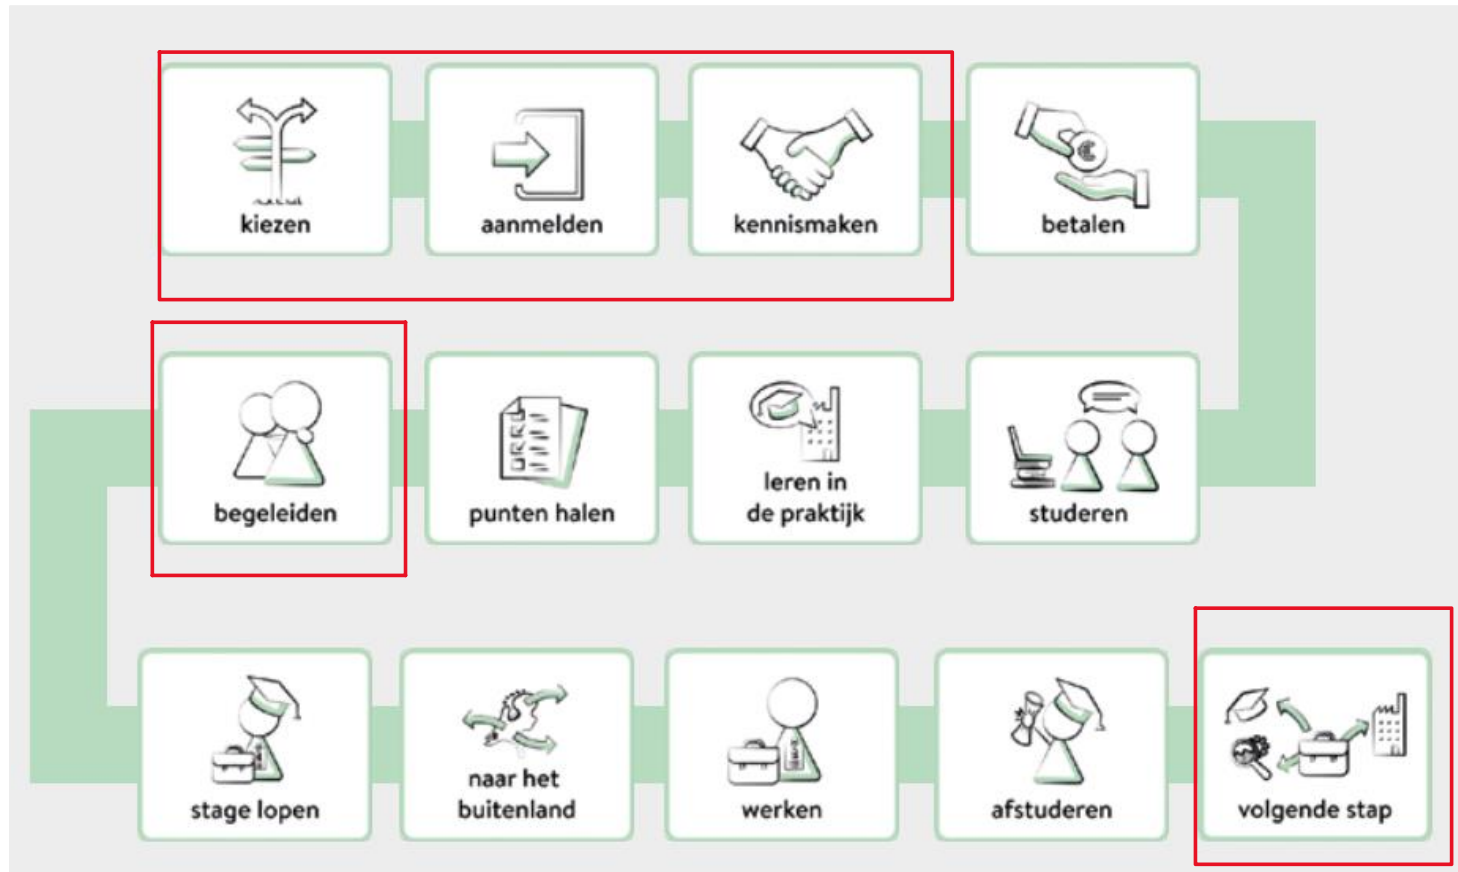 kiezen
aanmelden
kennismaken
betalen
begeleiden
punten halen
leren in
de praktijk
studeren
stage lopen
naar het
buitenland
werken
afstuderen
volgende stap